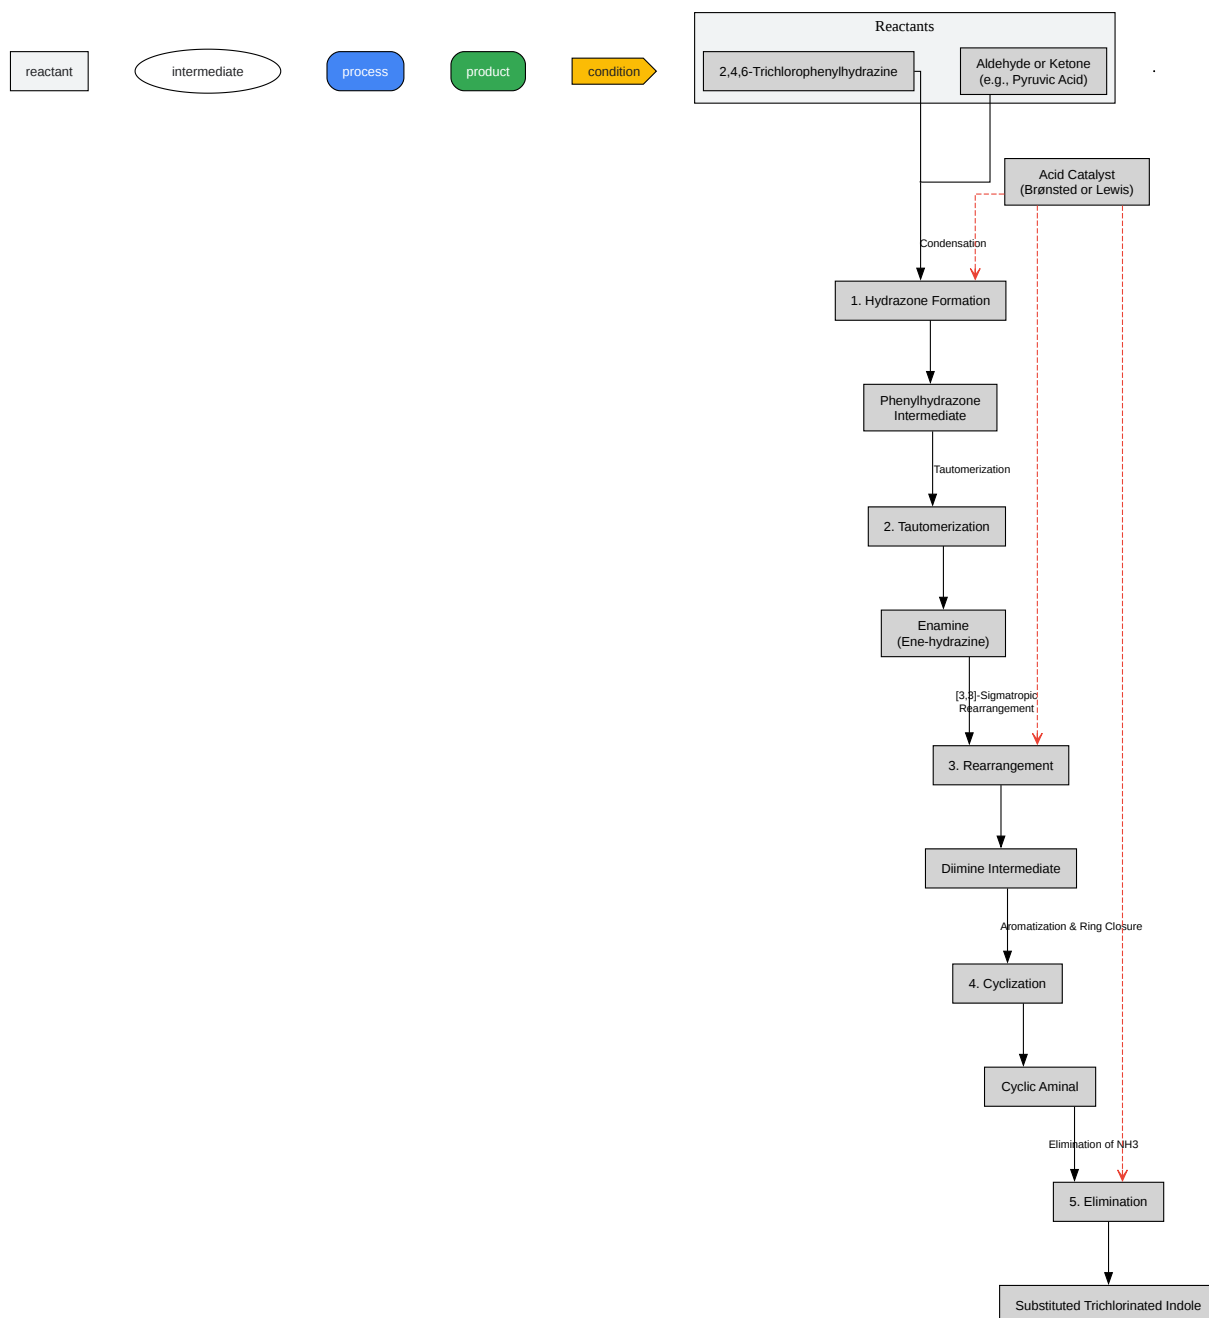 Reactants
reactant
intermediate
process
product
condition
2,4,6-Trichlorophenylhydrazine
Aldehyde or Ketone
(e.g., Pyruvic Acid)
.
Acid Catalyst
(Brønsted or Lewis)
Condensation
1. Hydrazone Formation
Phenylhydrazone
Intermediate
Tautomerization
2. Tautomerization
Enamine
(Ene-hydrazine)
[3,3]-Sigmatropic
Rearrangement
3. Rearrangement
Diimine Intermediate
Aromatization & Ring Closure
4. Cyclization
Cyclic Aminal
Elimination of NH3
5. Elimination
Substituted Trichlorinated Indole